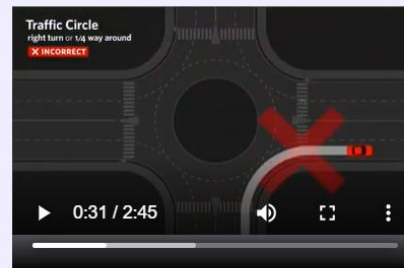 Traffic Circle
right turn or 1/4 way around
X INCORRECT
0:31 / 2:45